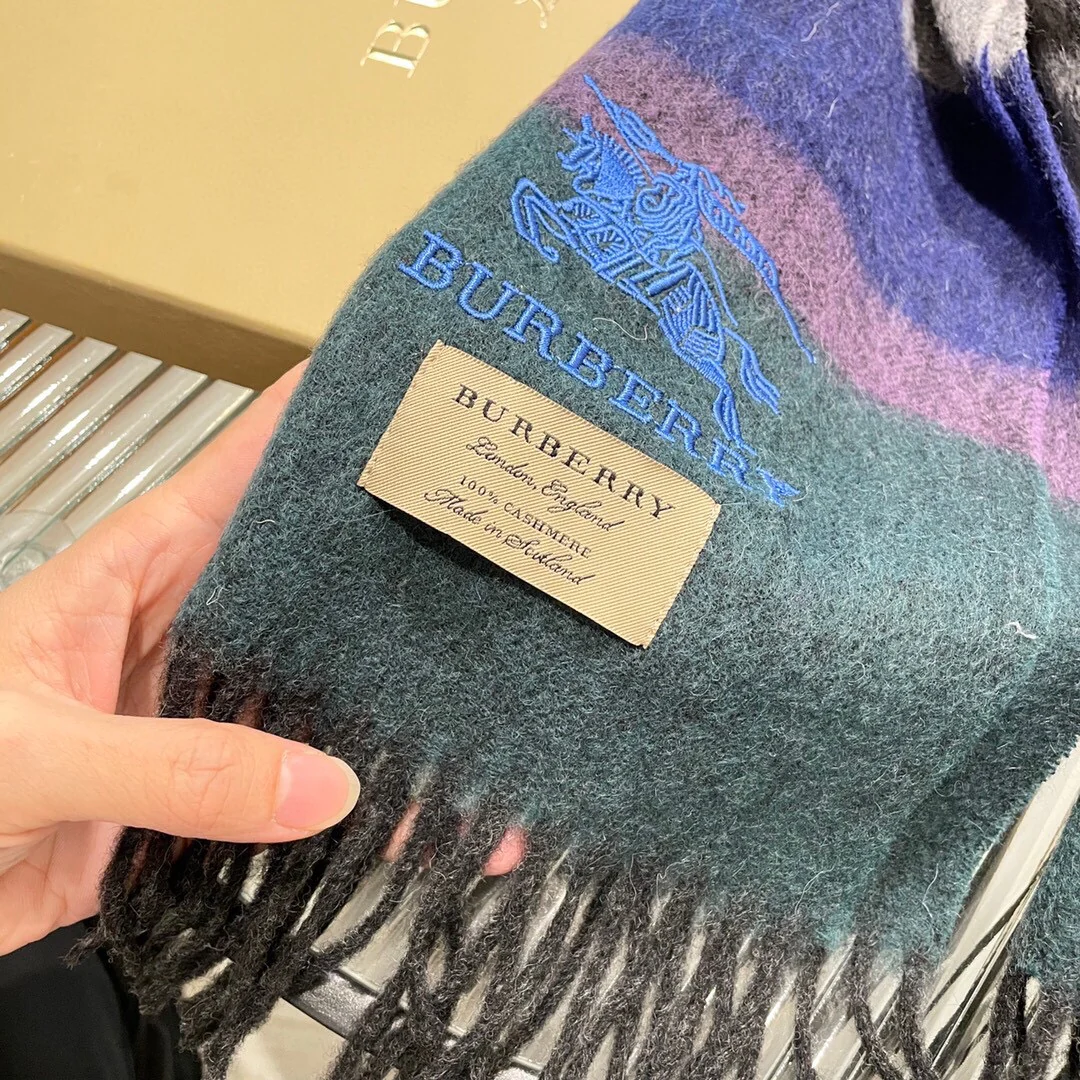 BURBERRY
BURBERRY
London, England
100% CASHMERE
Made in Scotland